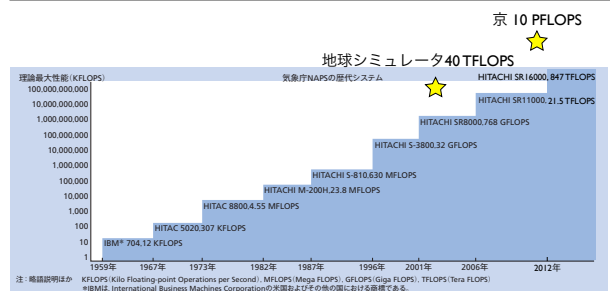 京 10 PFLOPS
地球シミュレータ40 TFLOPS
理論最大性能(KFLOPS)
気象庁NAPSの歴代システム
HITACHI SR16000, 847 TFLOPS
100,000,000,000
10,000,000,000
HITACHI SR11000, 21.5 TFLOPS
1,000,000,000
HITACHI SR8000,768 GFLOPS
100,000,000
HITACHI S-3800,32 GFLOPS
10,000,000
1,000,000
HITACHI S-810,630 MFLOPS
100,000
HITACHI M-200H,23.8 MFLOPS
10,000
HITAC 8800,4.55 MFLOPS
1,000
HITAC 5020,307 KFLOPS
100
IBM* 704,12 KFLOPS
10
1
1959年 1967年 1973年 1982年 1987年 1996年 2001年 2006年 2012年
注:略語説明ほか KFLOPS(Kilo Floating-point Operations per Second), MFLOPS(Mega FLOPS), GFLOPS(Giga FLOPS), TFLOPS(Tera FLOPS)
*IBMは, International Business Machines Corporationの米国およびその他の国における商標である。